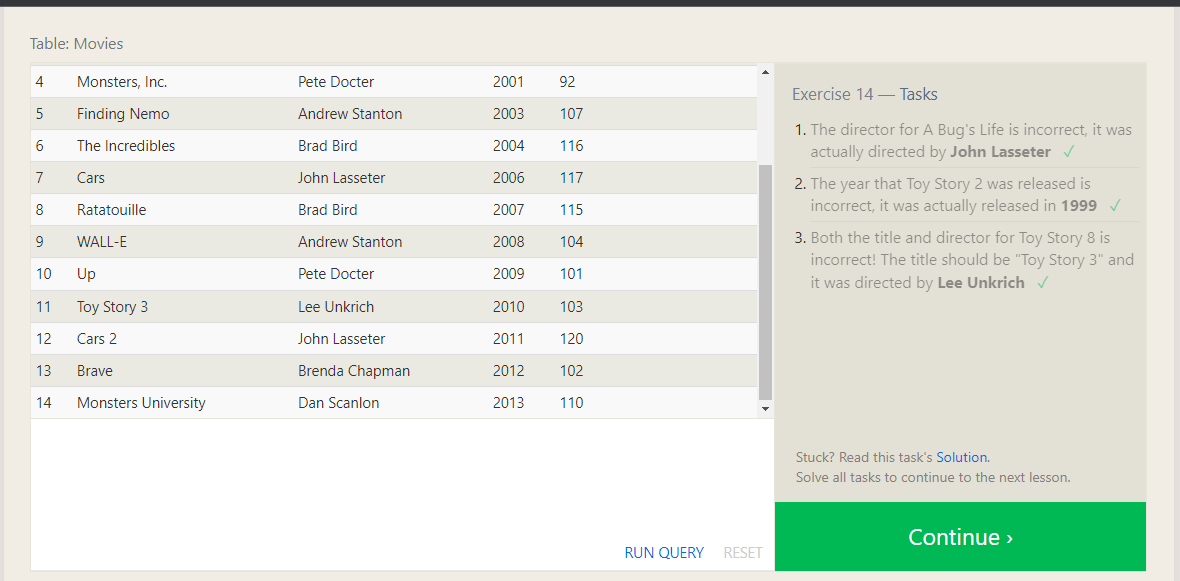 Table: Movies
4 Monsters, Inc. Pete Docter 2001 92
5 Finding Nemo Andrew Stanton 2003 107
6 The Incredibles Brad Bird 2004 116
7 Cars John Lasseter 2006 117
8 Ratatouille Brad Bird 2007 115
9 WALL-E Andrew Stanton 2008 104
10 Up Pete Docter 2009 101
11 Toy Story 3 Lee Unkrich 2010 103
12 Cars 2 John Lasseter 2011 120
13 Brave Brenda Chapman 2012 102
14 Monsters University Dan Scanlon 2013 110
RUN QUERY RESET
Exercise 14 — Tasks
1. The director for A Bug's Life is incorrect, it was
actually directed by John Lasseter ✓
2. The year that Toy Story 2 was released is
incorrect, it was actually released in 1999 ✓
3. Both the title and director for Toy Story 8 is
incorrect! The title should be "Toy Story 3" and
it was directed by Lee Unkrich ✓
Stuck? Read this task's Solution.
Solve all tasks to continue to the next lesson.
Continue ›